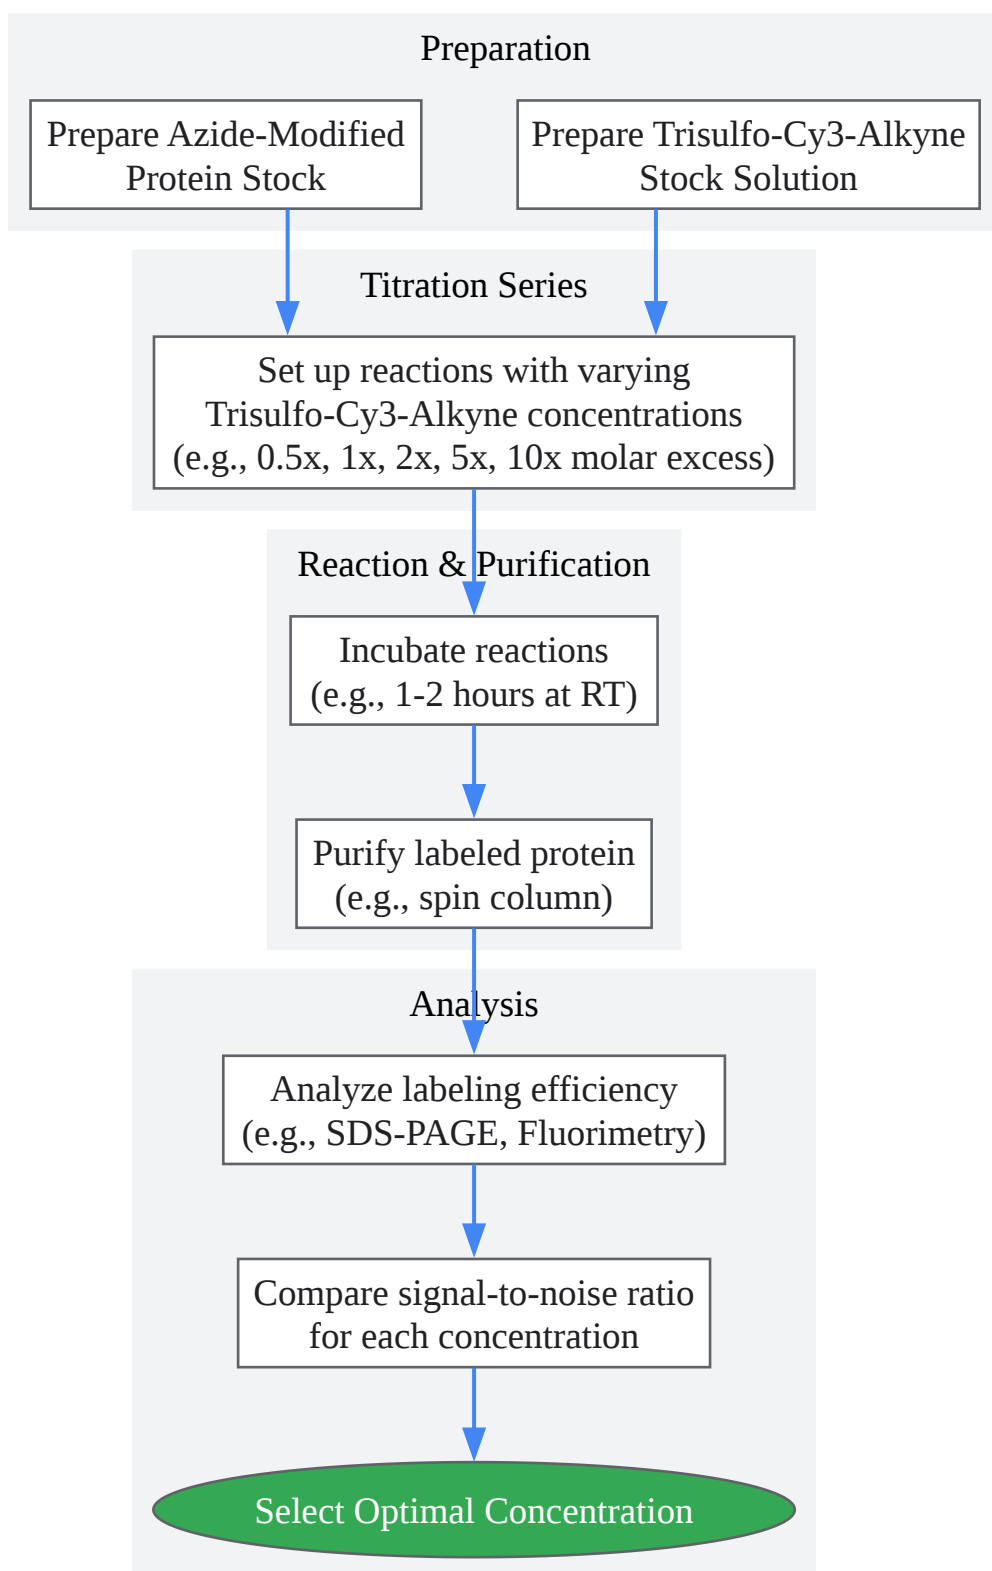 Preparation
Prepare Azide-Modified
Protein Stock
Prepare Trisulfo-Cy3-Alkyne
Stock Solution
Titration Series
Set up reactions with varying
Trisulfo-Cy3-Alkyne concentrations
(e.g., 0.5x, 1x, 2x, 5x, 10x molar excess)
Reaction & Purification
Incubate reactions
(e.g., 1-2 hours at RT)
Purify labeled protein
(e.g., spin column)
Analysis
Analyze labeling efficiency
(e.g., SDS-PAGE, Fluorimetry)
Compare signal-to-noise ratio
for each concentration
Select Optimal Concentration